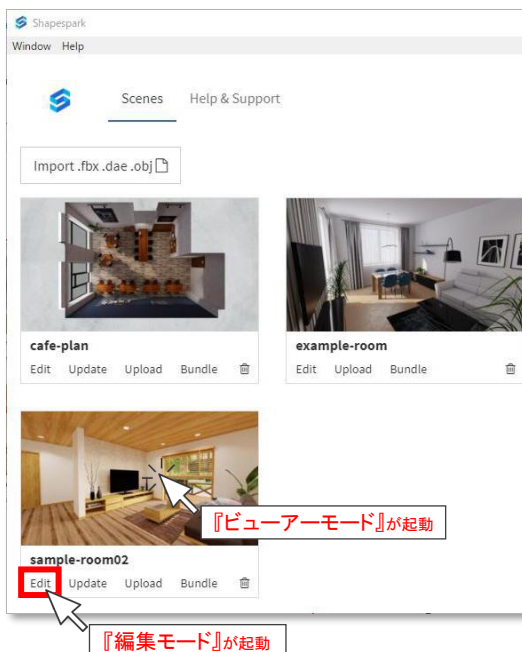 Shapespark
Window Help
Scenes Help & Support
Import .fbx .dae .obj
cafe-plan
Edit Update Upload Bundle
example-room
Edit Upload Bundle
『ビューアーモード』が起動
sample-room02
Edit Update Upload Bundle
『編集モード』が起動